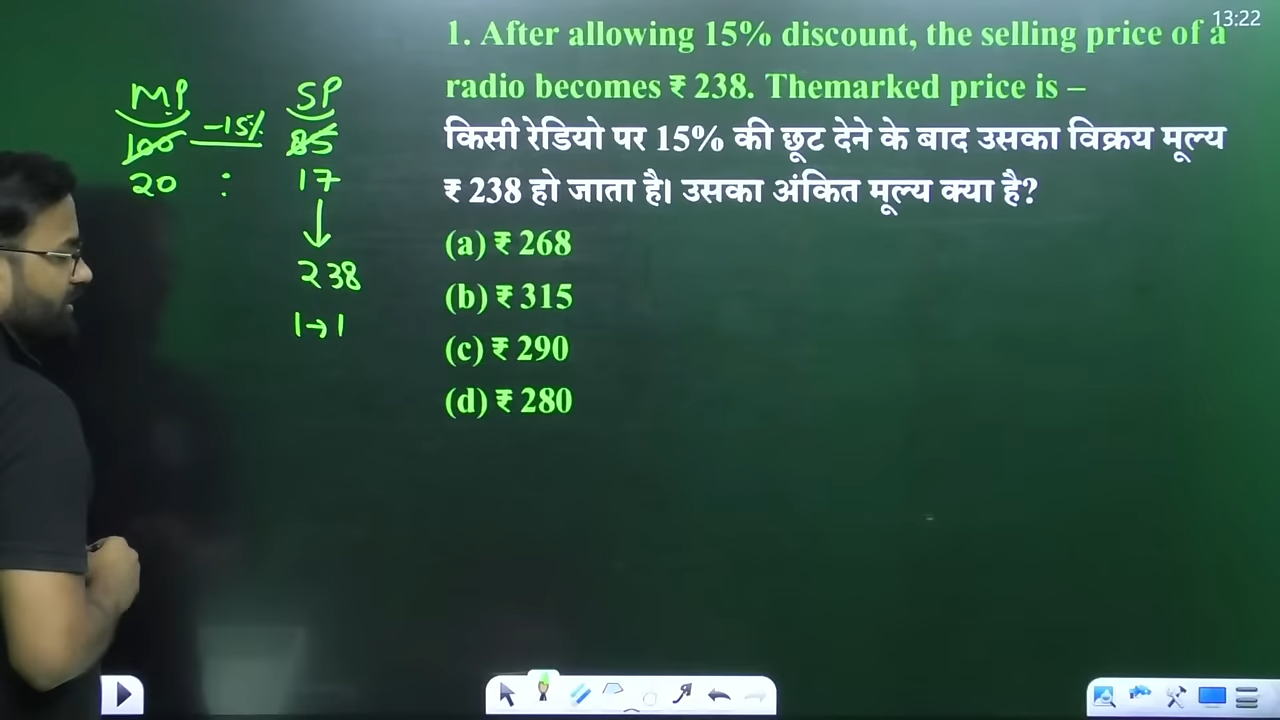 13:22
1. After allowing 15% discount, the selling price of a
radio becomes ₹ 238. Themarked price is –
किसी रेडियो पर 15% की छूट देने के बाद उसका विक्रय मूल्य
₹ 238 हो जाता है। उसका अंकित मूल्य क्या है?
(a) ₹ 268
(b) ₹ 315
(c) ₹ 290
(d) ₹ 280
MP SP
100 -15% 85
20 : 17
238
1→1